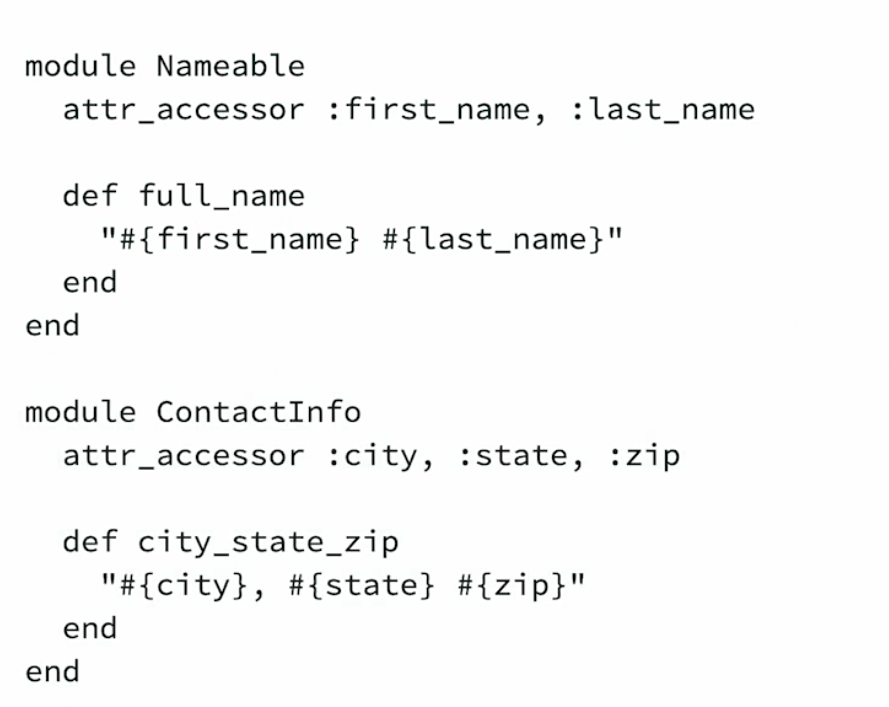 module Nameable
  attr_accessor :first_name, :last_name

  def full_name
    "#{first_name} #{last_name}"
  end
end

module ContactInfo
  attr_accessor :city, :state, :zip

  def city_state_zip
    "#{city}, #{state} #{zip}"
  end
end